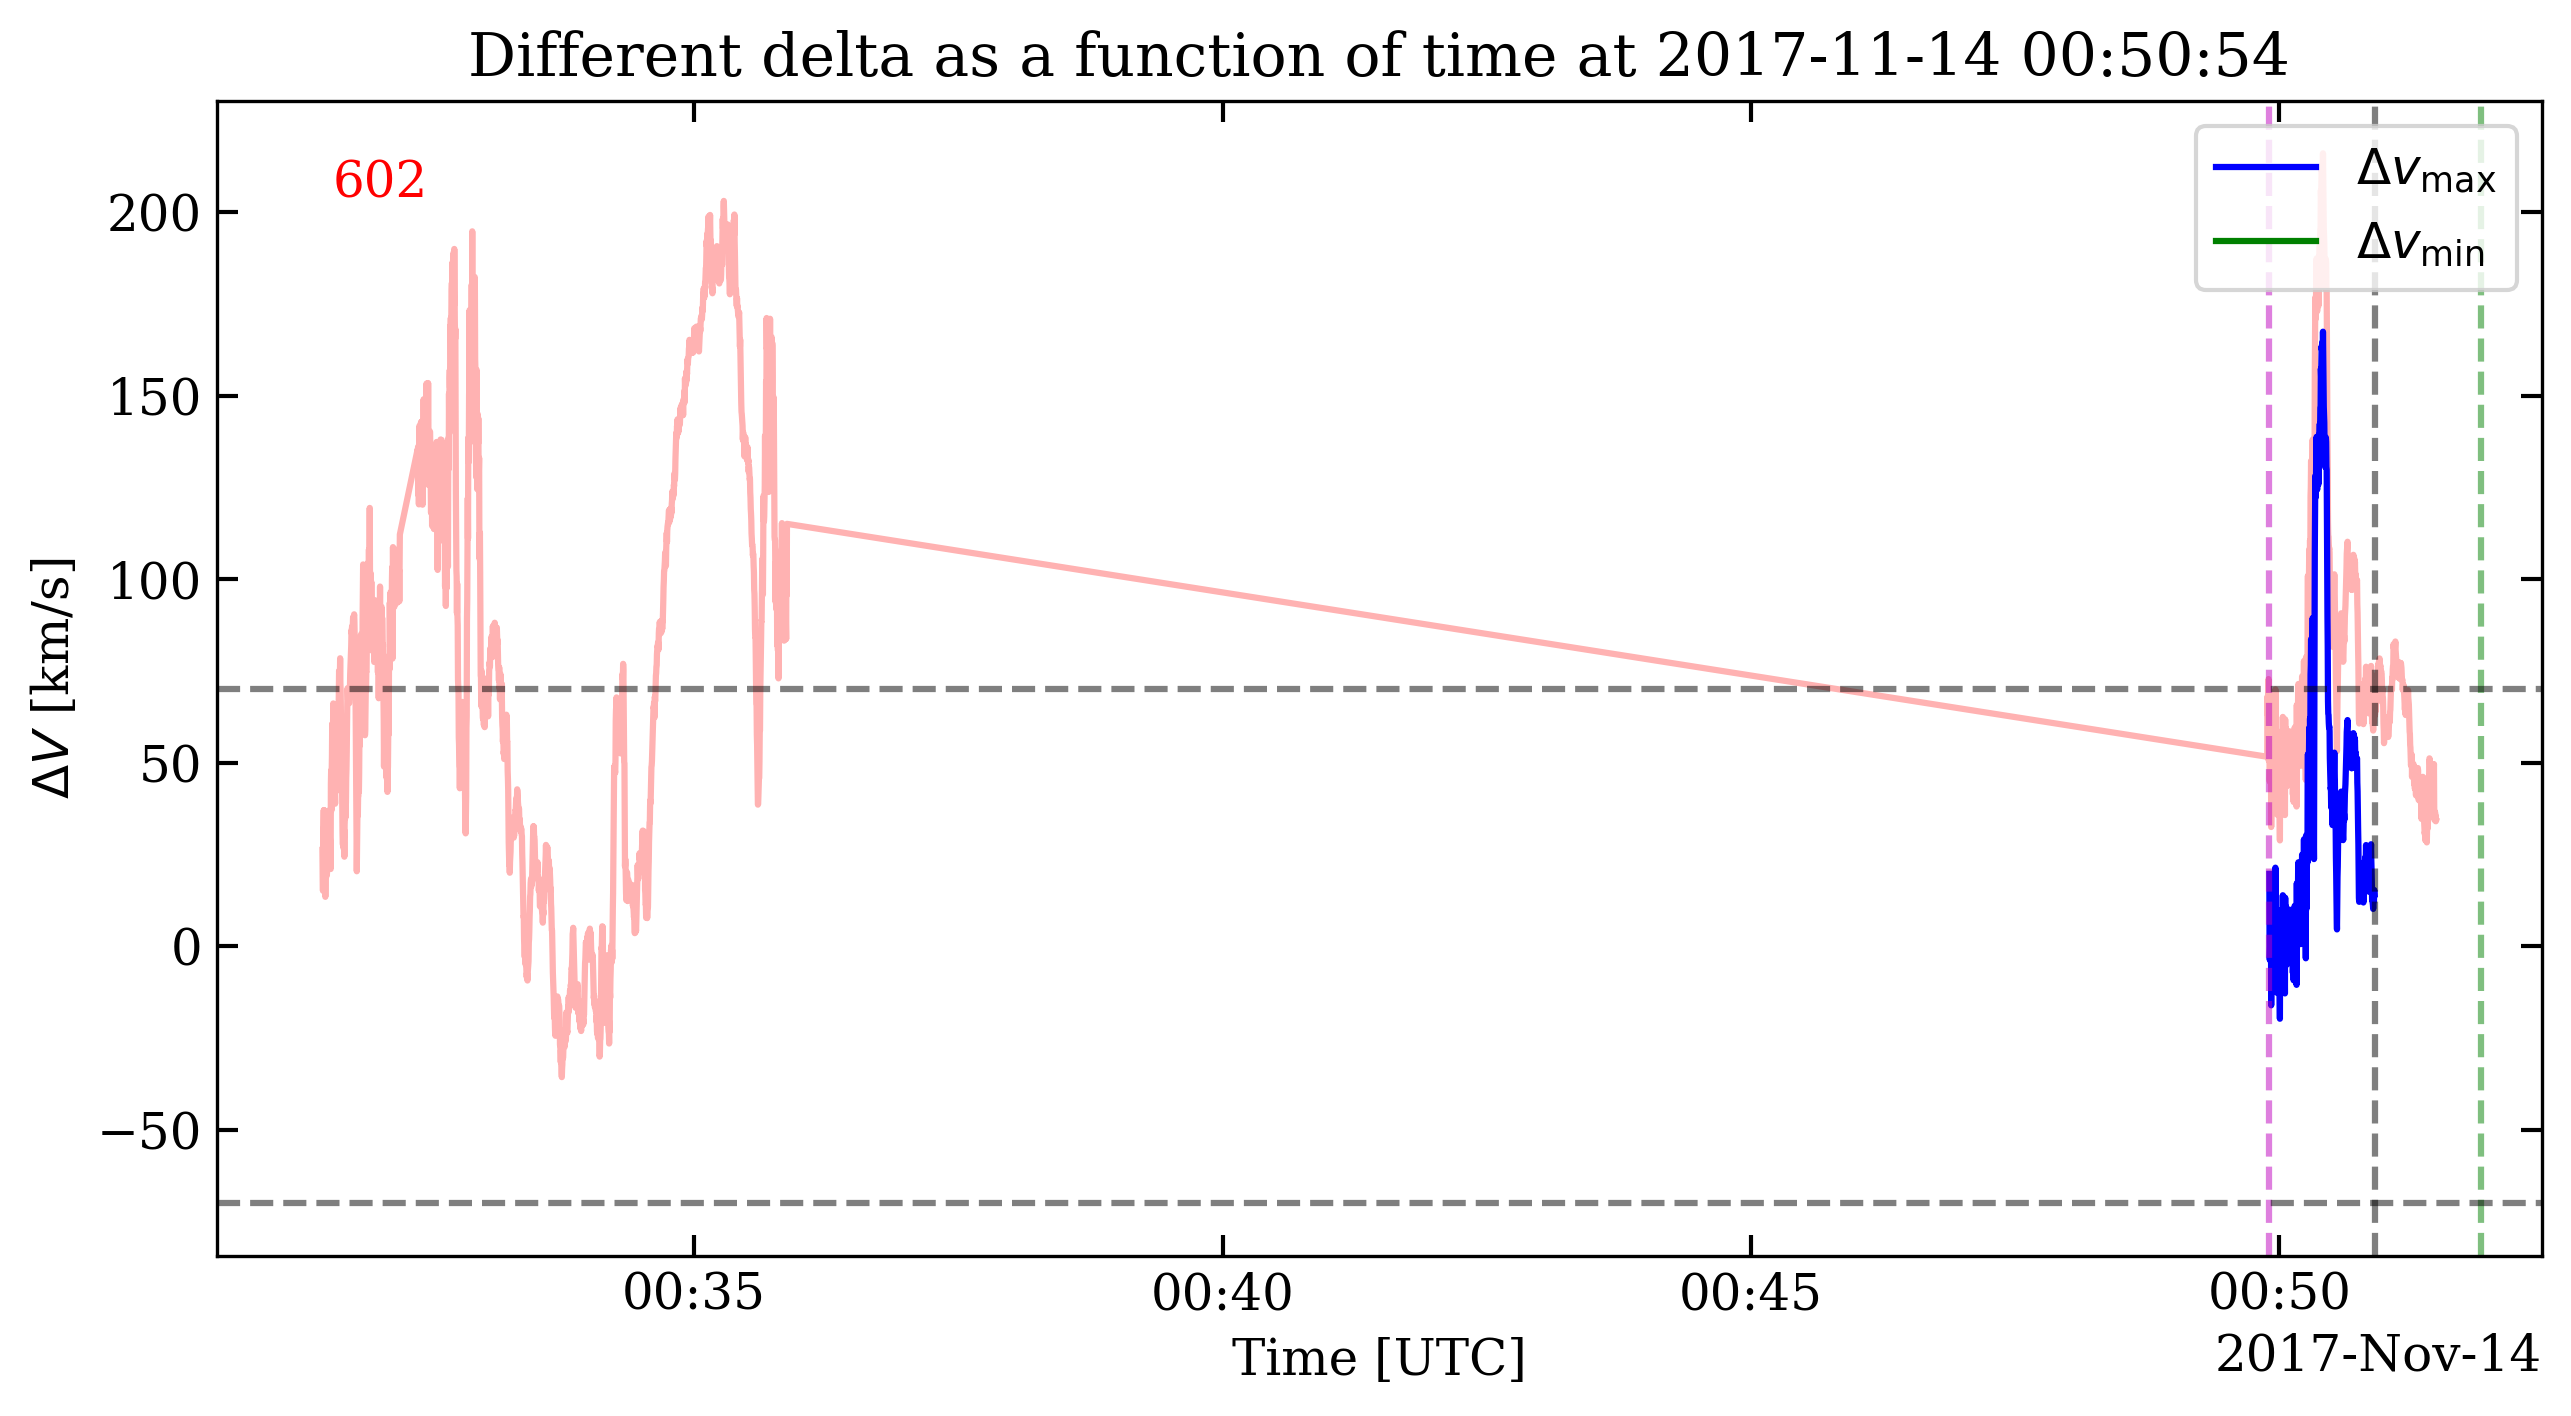 Different delta as a function of time at 2017-11-14 00:50:54
602
Δv_max
Δv_min
200
150
100
50
0
−50
ΔV [km/s]
00:35 00:40 00:45 00:50
Time [UTC]
2017-Nov-14